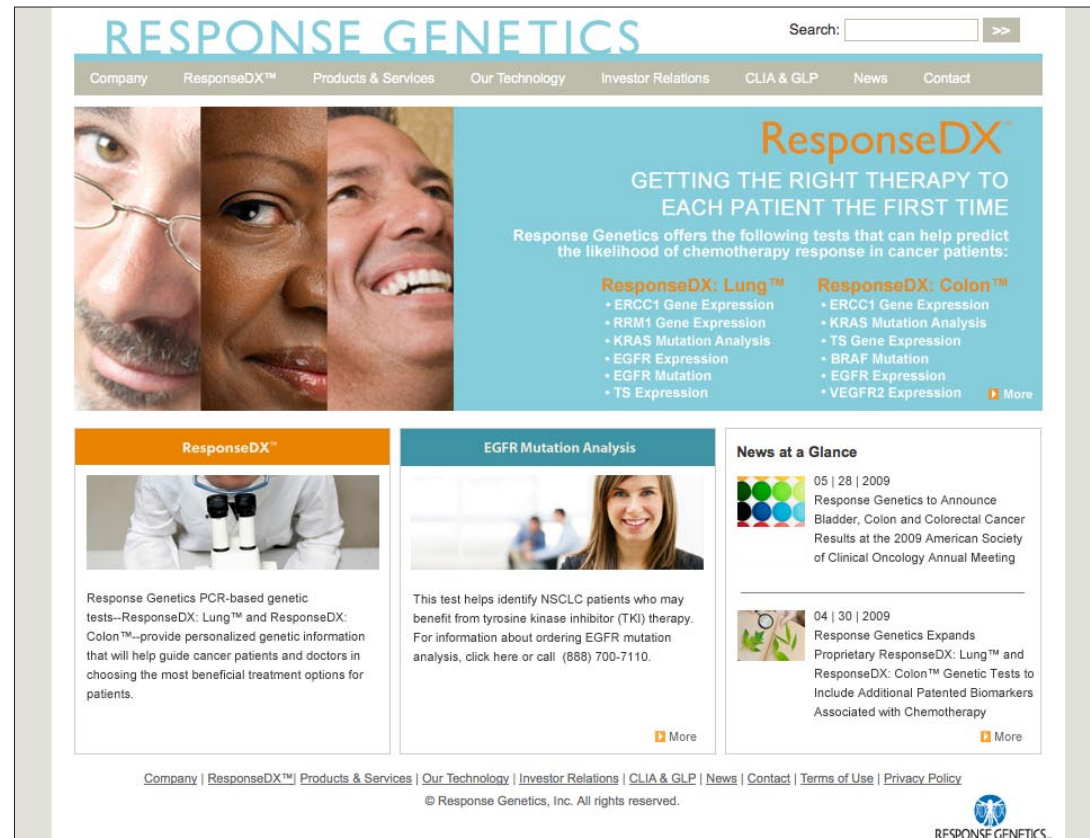 RESPONSE GENETICS
Search:
>>
Company ResponseDX™ Products & Services Our Technology Investor Relations CLIA & GLP News Contact
ResponseDX™
GETTING THE RIGHT THERAPY TO
EACH PATIENT THE FIRST TIME
Response Genetics offers the following tests that can help predict
the likelihood of chemotherapy response in cancer patients:
ResponseDX: Lung™
• ERCC1 Gene Expression
• RRM1 Gene Expression
• KRAS Mutation Analysis
• EGFR Expression
• EGFR Mutation
• TS Expression
ResponseDX: Colon™
• ERCC1 Gene Expression
• KRAS Mutation Analysis
• TS Gene Expression
• BRAF Mutation
• EGFR Expression
• VEGFR2 Expression
More
ResponseDX™
Response Genetics PCR-based genetic
tests--ResponseDX: Lung™ and ResponseDX:
Colon™--provide personalized genetic information
that will help guide cancer patients and doctors in
choosing the most beneficial treatment options for
patients.
EGFR Mutation Analysis
This test helps identify NSCLC patients who may
benefit from tyrosine kinase inhibitor (TKI) therapy.
For information about ordering EGFR mutation
analysis, click here or call (888) 700-7110.
More
News at a Glance
05 | 28 | 2009
Response Genetics to Announce
Bladder, Colon and Colorectal Cancer
Results at the 2009 American Society
of Clinical Oncology Annual Meeting
04 | 30 | 2009
Response Genetics Expands
Proprietary ResponseDX: Lung™ and
ResponseDX: Colon™ Genetic Tests to
Include Additional Patented Biomarkers
Associated with Chemotherapy
More
Company | ResponseDX™| Products & Services | Our Technology | Investor Relations | CLIA & GLP | News | Contact | Terms of Use | Privacy Policy
© Response Genetics, Inc. All rights reserved.
RESPONSE GENETICS